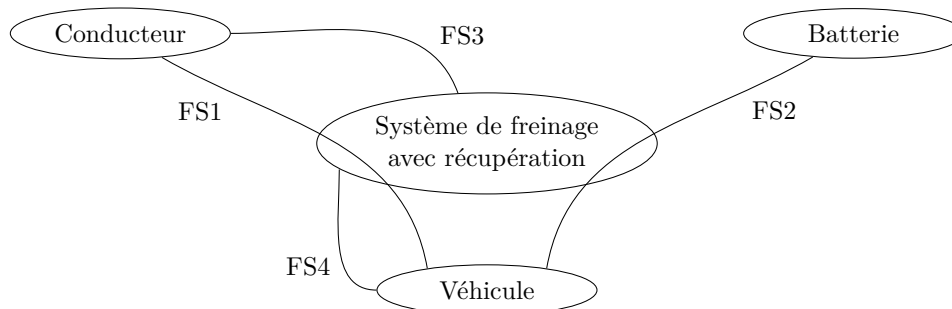 Conducteur
Batterie
FS3
FS1
FS2
Système de freinage
avec récupération
FS4
Véhicule